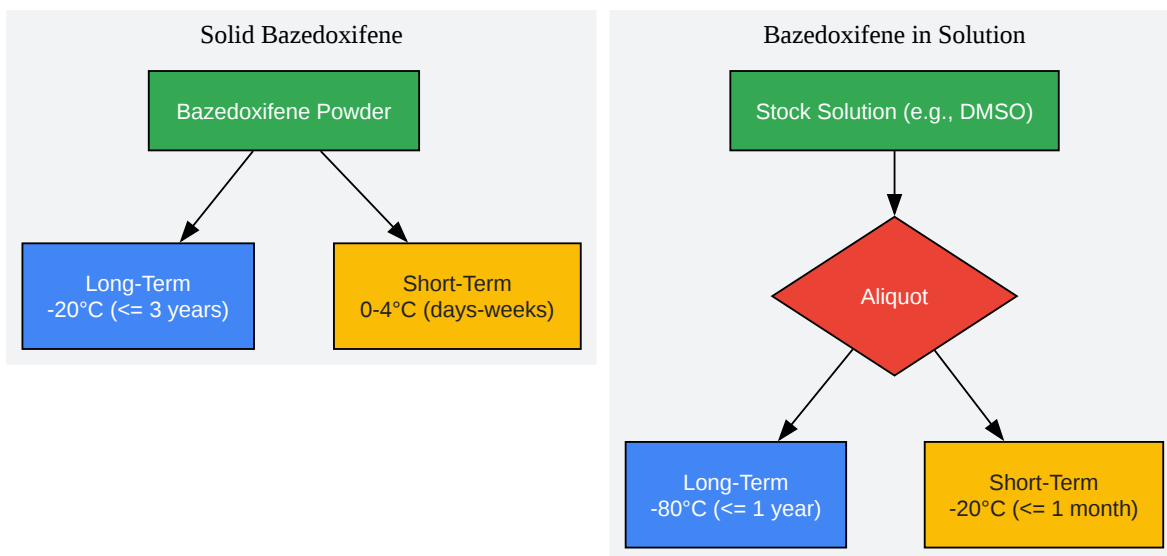 Solid Bazedoxifene
Bazedoxifene Powder
Long-Term
-20°C (<= 3 years)
Short-Term
0-4°C (days-weeks)
Bazedoxifene in Solution
Stock Solution (e.g., DMSO)
Aliquot
Long-Term
-80°C (<= 1 year)
Short-Term
-20°C (<= 1 month)